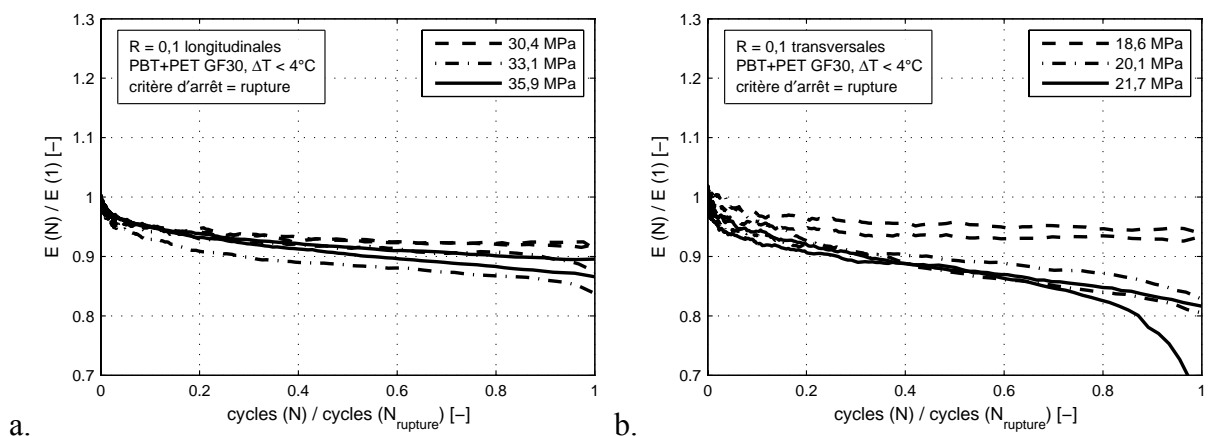 1.3
1.2
1.1
1
0.9
0.8
0.7
E (N) / E (1) [−]
R = 0,1 longitudinales
PBT+PET GF30, ΔT < 4°C
critère d'arrêt = rupture
30,4 MPa
33,1 MPa
35,9 MPa
0 0.2 0.4 0.6 0.8 1
cycles (N) / cycles (N_rupture) [−]
a.
1.3
1.2
1.1
1
0.9
0.8
0.7
E (N) / E (1) [−]
R = 0,1 transversales
PBT+PET GF30, ΔT < 4°C
critère d'arrêt = rupture
18,6 MPa
20,1 MPa
21,7 MPa
0 0.2 0.4 0.6 0.8 1
cycles (N) / cycles (N_rupture) [−]
b.